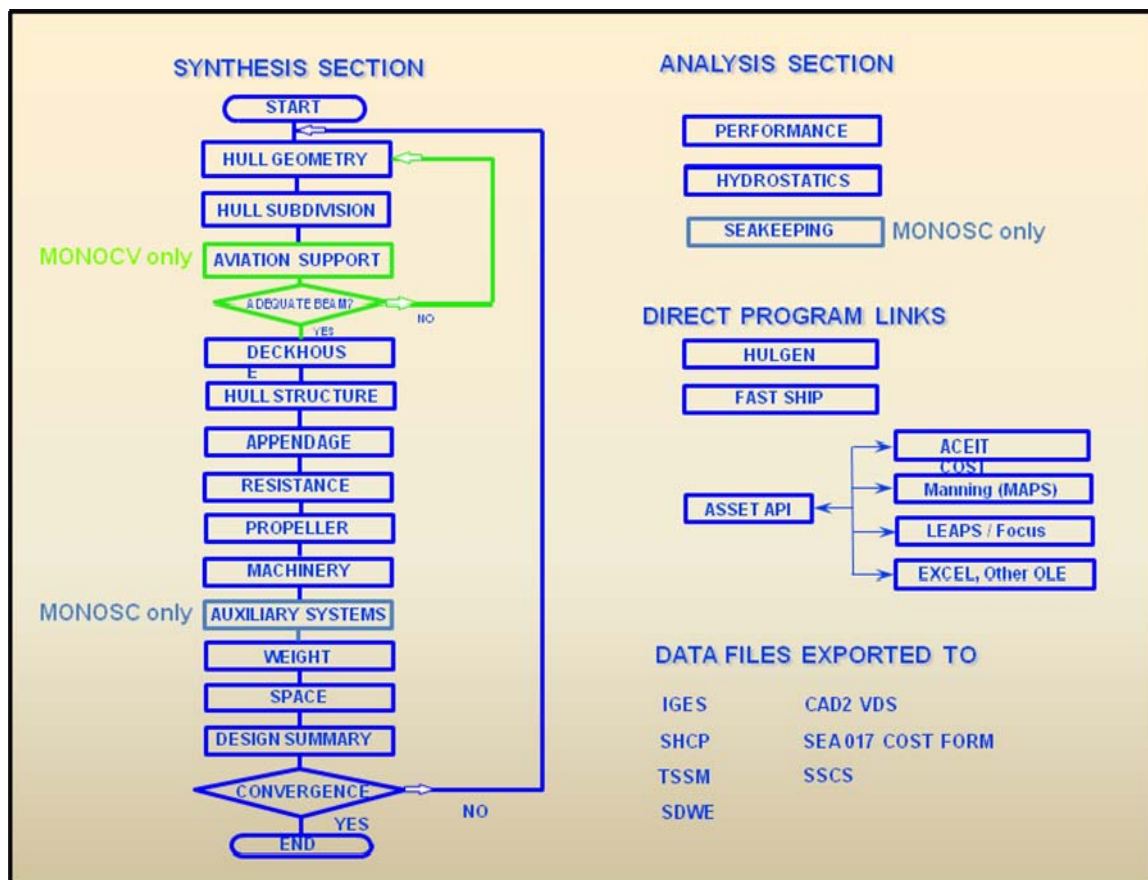 SYNTHESIS SECTION
START
HULL GEOMETRY
HULL SUBDIVISION
MONOCV only
AVIATION SUPPORT
ADEQUATE BEAM?
NO
YES
DECKHOUS
E
HULL STRUCTURE
APPENDAGE
RESISTANCE
PROPELLER
MACHINERY
MONOSC only
AUXILIARY SYSTEMS
WEIGHT
SPACE
DESIGN SUMMARY
CONVERGENCE
NO
YES
END
ANALYSIS SECTION
PERFORMANCE
HYDROSTATICS
SEAKEEPING
MONOSC only
DIRECT PROGRAM LINKS
HULGEN
FAST SHIP
ASSET API
ACEIT
COST
Manning (MAPS)
LEAPS / Focus
EXCEL, Other OLE
DATA FILES EXPORTED TO
IGES
CAD2 VDS
SHCP
SEA 017 COST FORM
TSSM
SSCS
SDWE